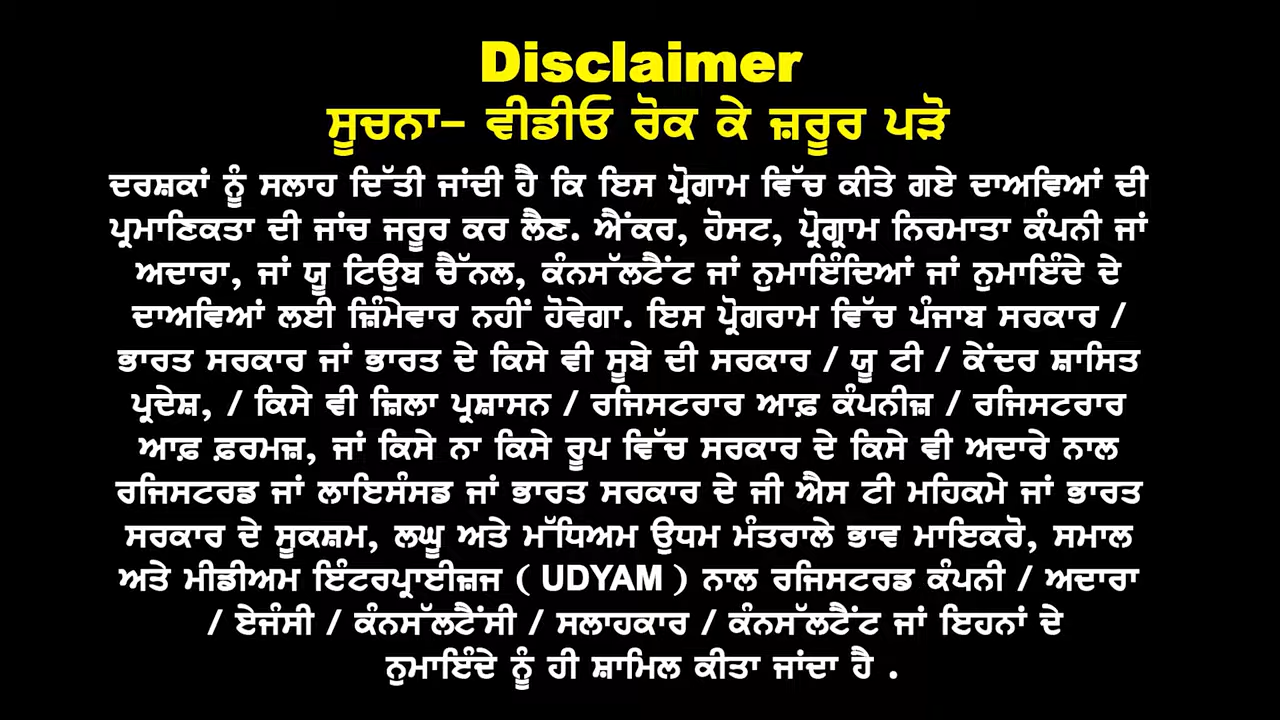 Disclaimer
ਸੂਚਨਾ- ਵੀਡੀਓ ਰੋਕ ਕੇ ਜ਼ਰੂਰ ਪੜੋ
ਦਰਸ਼ਕਾਂ ਨੂੰ ਸਲਾਹ ਦਿੱਤੀ ਜਾਂਦੀ ਹੈ ਕਿ ਇਸ ਪ੍ਰੋਗਾਮ ਵਿੱਚ ਕੀਤੇ ਗਏ ਦਾਅਵਿਆਂ ਦੀ
ਪ੍ਰਮਾਣਿਕਤਾ ਦੀ ਜਾਂਚ ਜਰੂਰ ਕਰ ਲੈਣ. ਐਂਕਰ, ਹੋਸਟ, ਪ੍ਰੋਗ੍ਰਾਮ ਨਿਰਮਾਤਾ ਕੰਪਨੀ ਜਾਂ
ਅਦਾਰਾ, ਜਾਂ ਯੂ ਟਿਉਬ ਚੈੱਨਲ, ਕੰਨਸੱਲਟੈਂਟ ਜਾਂ ਨੁਮਾਇੰਦਿਆਂ ਜਾਂ ਨੁਮਾਇੰਦੇ ਦੇ
ਦਾਅਵਿਆਂ ਲਈ ਜ਼ਿੰਮੇਵਾਰ ਨਹੀਂ ਹੋਵੇਗਾ. ਇਸ ਪ੍ਰੋਗਰਾਮ ਵਿੱਚ ਪੰਜਾਬ ਸਰਕਾਰ /
ਭਾਰਤ ਸਰਕਾਰ ਜਾਂ ਭਾਰਤ ਦੇ ਕਿਸੇ ਵੀ ਸੂਬੇ ਦੀ ਸਰਕਾਰ / ਯੂ ਟੀ / ਕੇਂਦਰ ਸ਼ਾਸਿਤ
ਪ੍ਰਦੇਸ਼, / ਕਿਸੇ ਵੀ ਜ਼ਿਲਾ ਪ੍ਰਸ਼ਾਸਨ / ਰਜਿਸਟਰਾਰ ਆਫ਼ ਕੰਪਨੀਜ਼ / ਰਜਿਸਟਰਾਰ
ਆਫ਼ ਫ਼ਰਮਜ਼, ਜਾਂ ਕਿਸੇ ਨਾ ਕਿਸੇ ਰੂਪ ਵਿੱਚ ਸਰਕਾਰ ਦੇ ਕਿਸੇ ਵੀ ਅਦਾਰੇ ਨਾਲ
ਰਜਿਸਟਰਡ ਜਾਂ ਲਾਇਸੰਸਡ ਜਾਂ ਭਾਰਤ ਸਰਕਾਰ ਦੇ ਜੀ ਐਸ ਟੀ ਮਹਿਕਮੇ ਜਾਂ ਭਾਰਤ
ਸਰਕਾਰ ਦੇ ਸੂਕਸ਼ਮ, ਲਘੂ ਅਤੇ ਮੱਧਿਅਮ ਉਧਮ ਮੰਤਰਾਲੇ ਭਾਵ ਮਾਇਕਰੋ, ਸਮਾਲ
ਅਤੇ ਮੀਡੀਅਮ ਇੰਟਰਪ੍ਰਾਈਜ਼ਜ ( UDYAM ) ਨਾਲ ਰਜਿਸਟਰਡ ਕੰਪਨੀ / ਅਦਾਰਾ
/ ਏਜੰਸੀ / ਕੰਨਸੱਲਟੈਂਸੀ / ਸਲਾਹਕਾਰ / ਕੰਨਸੱਲਟੈਂਟ ਜਾਂ ਇਹਨਾਂ ਦੇ
ਨੁਮਾਇੰਦੇ ਨੂੰ ਹੀ ਸ਼ਾਮਿਲ ਕੀਤਾ ਜਾਂਦਾ ਹੈ .